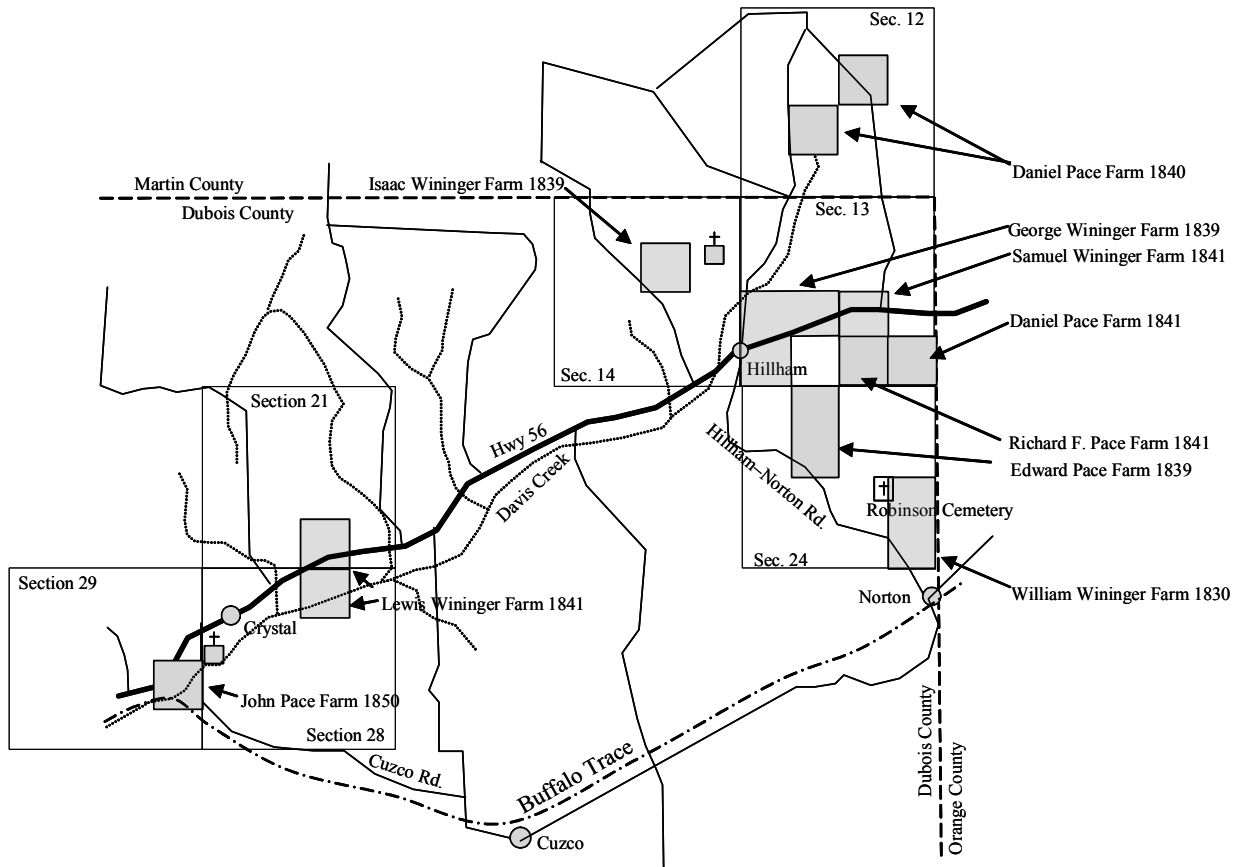 Sec. 12
Daniel Pace Farm 1840
Martin County
Isaac Wininger Farm 1839
Dubois County
Sec. 13
George Wininger Farm 1839
Samuel Wininger Farm 1841
Daniel Pace Farm 1841
Hillham
Sec. 14
Section 21
Hwy 56
Davis Creek
Hillham–Norton Rd.
Richard F. Pace Farm 1841
Edward Pace Farm 1839
Robinson Cemetery
Sec. 24
Section 29
Norton
William Wininger Farm 1830
Lewis Wininger Farm 1841
Crystal
John Pace Farm 1850
Section 28
Cuzco Rd.
Buffalo Trace
Cuzco
Dubois County
Orange County